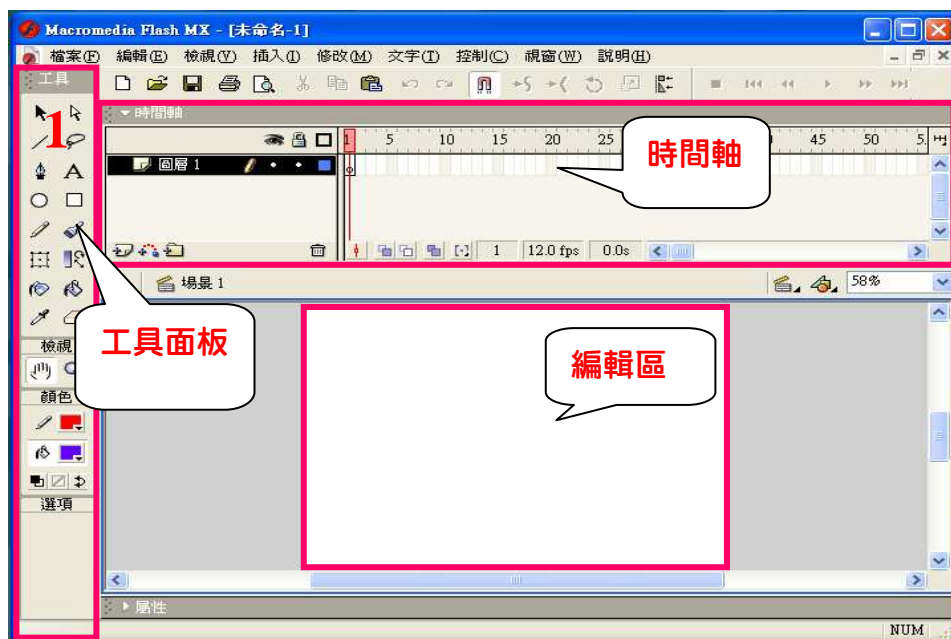 Macromedia Flash MX - [未命名-1]
檔案(F) 編輯(E) 檢視(V) 插入(I) 修改(M) 文字(T) 控制(C) 視窗(W) 說明(H)
工具
1
時間軸
1 5 10 15 20 25 45 50 5
時間軸
圖層 1
1 12.0 fps 0.0s
場景 1
58%
工具面板
編輯區
檢視
顏色
選項
屬性
NUM